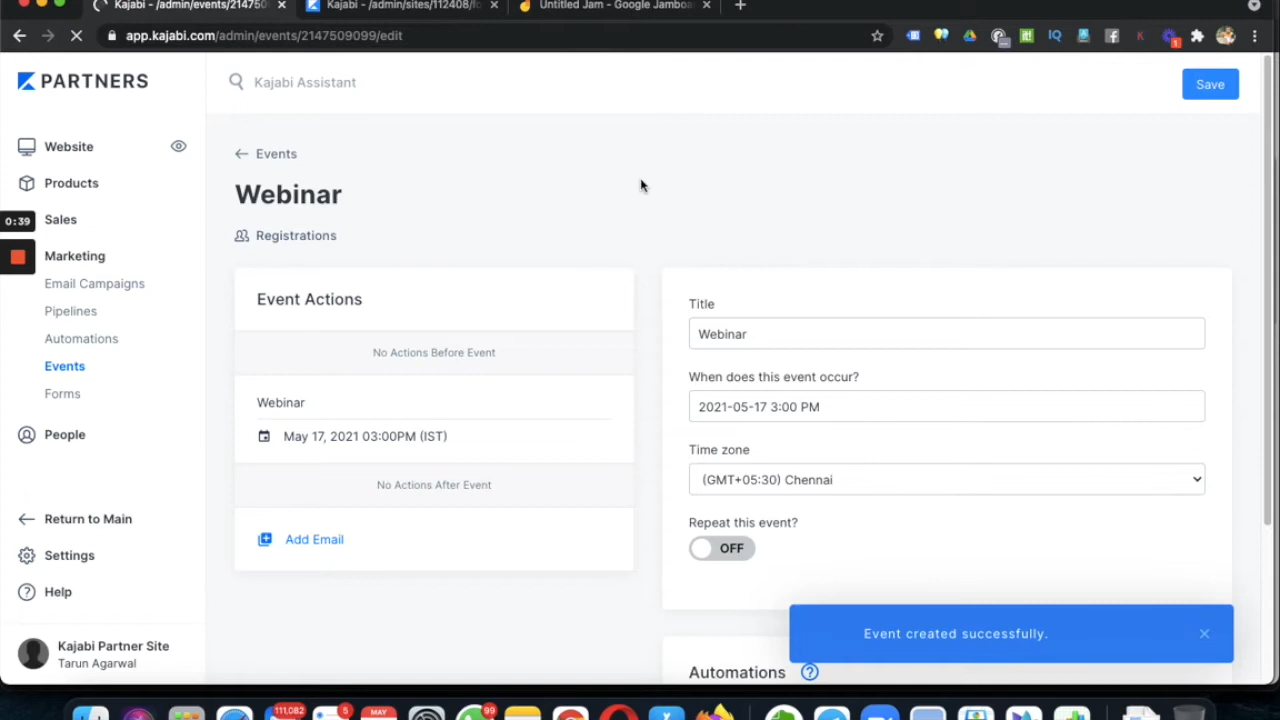 Kajabi - /admin/events/214750
Kajabi - /admin/sites/112408/fo
Untitled Jam - Google Jamboa
app.kajabi.com/admin/events/2147509099/edit
PARTNERS
Kajabi Assistant
Save
Website
Products
0:39
Sales
Marketing
Email Campaigns
Pipelines
Automations
Events
Forms
People
Return to Main
Settings
Help
Kajabi Partner Site
Tarun Agarwal
Events
Webinar
Registrations
Event Actions
No Actions Before Event
Webinar
May 17, 2021 03:00PM (IST)
No Actions After Event
Add Email
Title
Webinar
When does this event occur?
2021-05-17 3:00 PM
Time zone
(GMT+05:30) Chennai
Repeat this event?
OFF
Event created successfully.
Automations
111,082
5
MAY
99